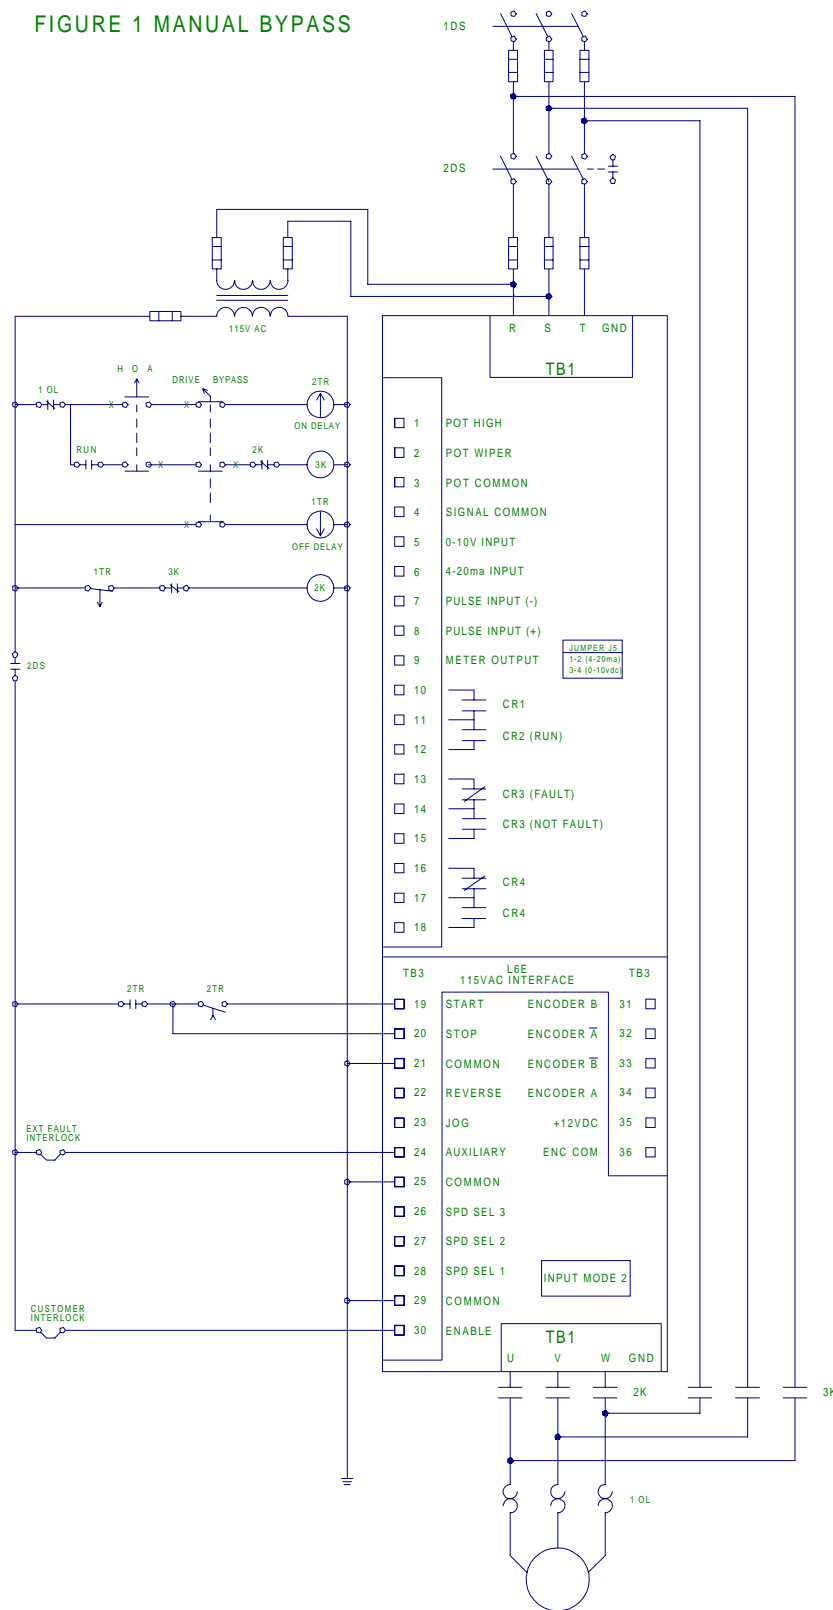 FIGURE 1 MANUAL BYPASS
1DS
2DS
115V AC
R S T GND
TB1
H O A
DRIVE BYPASS
2TR
1 OL
ON DELAY
RUN
2K
3K
1TR
OFF DELAY
1TR
3K
2K
2DS
1 POT HIGH
2 POT WIPER
3 POT COMMON
4 SIGNAL COMMON
5 0-10V INPUT
6 4-20ma INPUT
7 PULSE INPUT (-)
8 PULSE INPUT (+)
9 METER OUTPUT
JUMPER J5
1-2 (4-20ma)
3-4 (0-10vdc)
10
CR1
11
CR2 (RUN)
12
13
CR3 (FAULT)
14
CR3 (NOT FAULT)
15
16
CR4
17
CR4
18
TB3
L6E
115VAC INTERFACE
TB3
2TR
2TR
19 START ENCODER B 31
20 STOP ENCODER A̅ 32
21 COMMON ENCODER B̅ 33
22 REVERSE ENCODER A 34
23 JOG +12VDC 35
EXT FAULT
INTERLOCK
24 AUXILIARY ENC COM 36
25 COMMON
26 SPD SEL 3
27 SPD SEL 2
28 SPD SEL 1
INPUT MODE 2
29 COMMON
CUSTOMER
INTERLOCK
30 ENABLE
TB1
U V W GND
2K
3K
1 OL